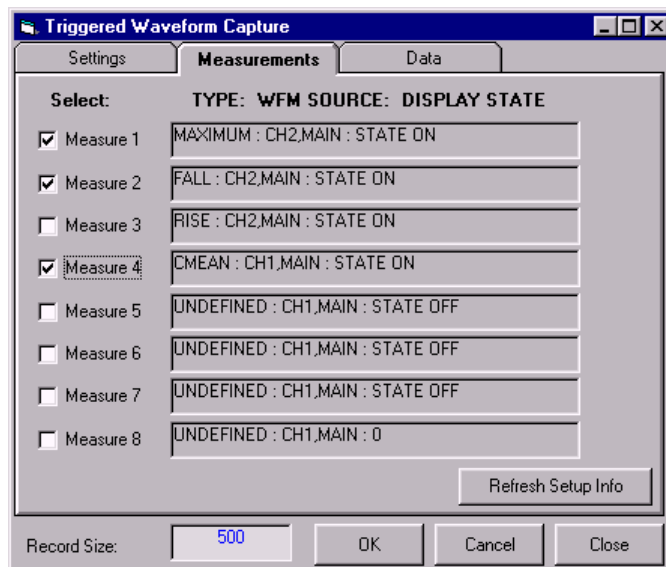 Triggered Waveform Capture
Settings Measurements Data
Select: TYPE: WFM SOURCE: DISPLAY STATE
Measure 1 MAXIMUM : CH2,MAIN : STATE ON
Measure 2 FALL : CH2,MAIN : STATE ON
Measure 3 RISE : CH2,MAIN : STATE ON
Measure 4 CMEAN : CH1,MAIN : STATE ON
Measure 5 UNDEFINED : CH1,MAIN : STATE OFF
Measure 6 UNDEFINED : CH1,MAIN : STATE OFF
Measure 7 UNDEFINED : CH1,MAIN : STATE OFF
Measure 8 UNDEFINED : CH1,MAIN : 0
Refresh Setup Info
Record Size: 500 OK Cancel Close